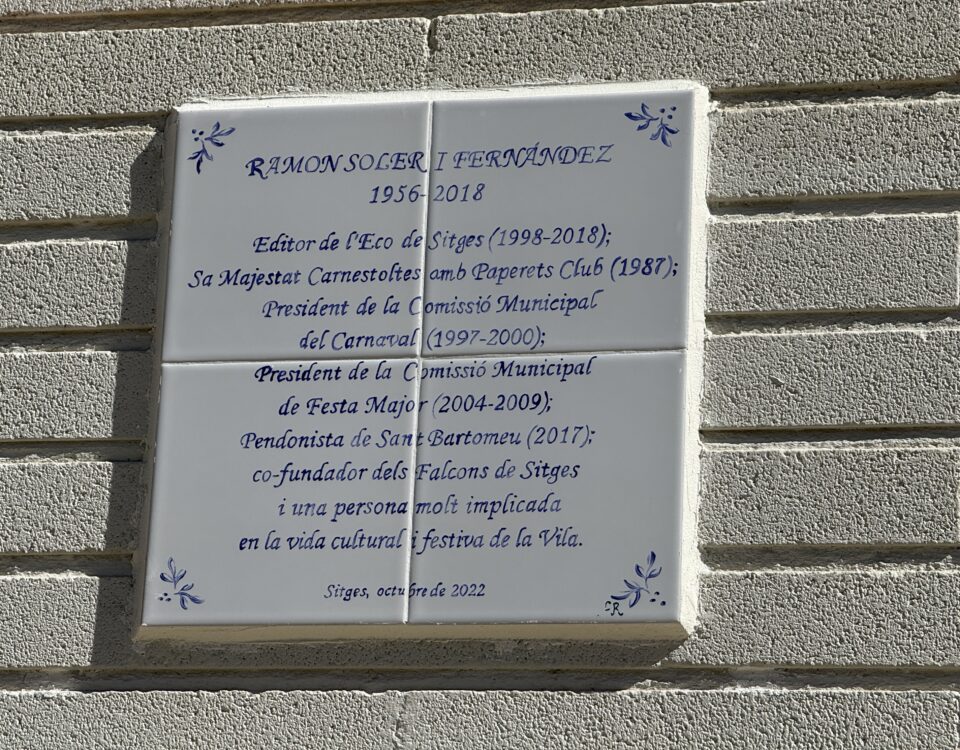 RAMON SOLER I FERNÁNDEZ
1956-2018
Editor de l'Eco de Sitges (1998-2018);
Sa Majestat Carnestoltes amb Paperets Club (1987);
President de la Comissió Municipal
del Carnaval (1997-2000);
President de la Comissió Municipal
de Festa Major (2004-2009);
Pendonista de Sant Bartomeu (2017);
co-fundador dels Falcons de Sitges
i una persona molt implicada
en la vida cultural i festiva de la Vila.
Sitges, octubre de 2022